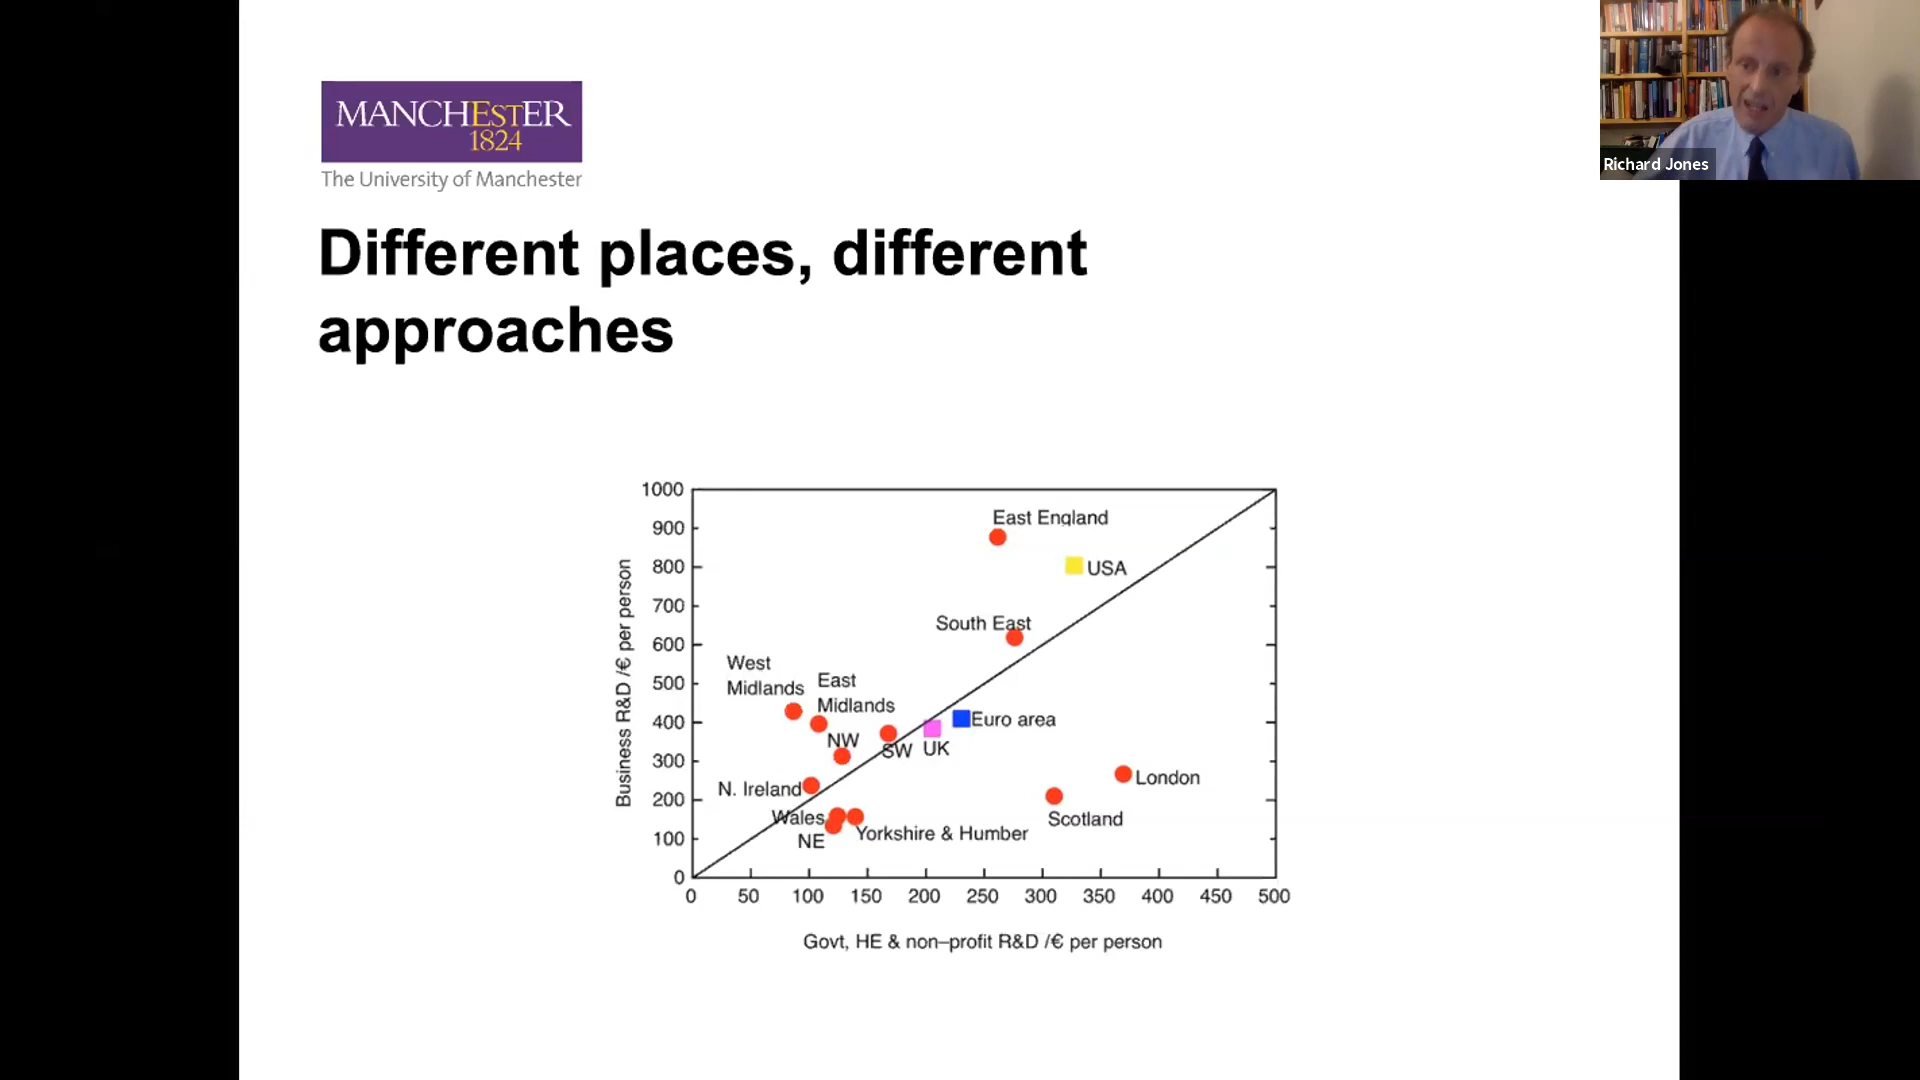 MANCHESTER
1824
The University of Manchester
Richard Jones
Different places, different
approaches
1000
900
800
700
600
500
400
300
200
100
0
Business R&D /€ per person
East England
USA
South East
West
Midlands
East
Midlands
NW
SW
UK
Euro area
N. Ireland
London
Wales
Scotland
NE
Yorkshire & Humber
0 50 100 150 200 250 300 350 400 450 500
Govt, HE & non–profit R&D /€ per person